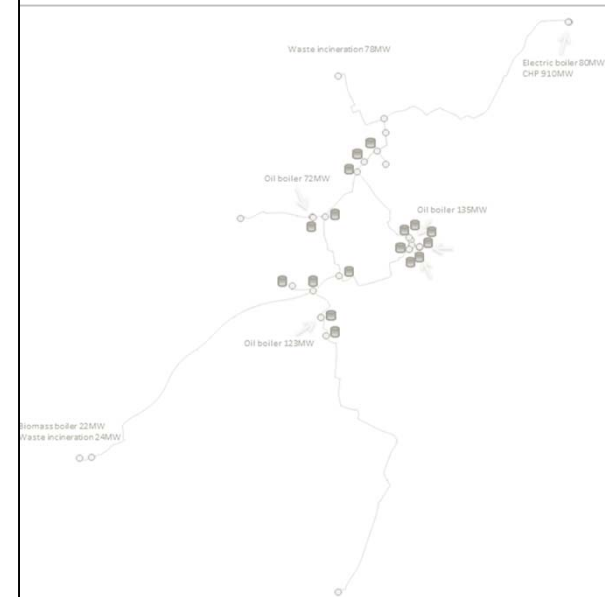 Waste incineration 78MW
Electric boiler 80MW
CHP 910MW
Oil boiler 72MW
Oil boiler 135MW
Oil boiler 123MW
Biomass boiler 22MW
Waste incineration 24MW